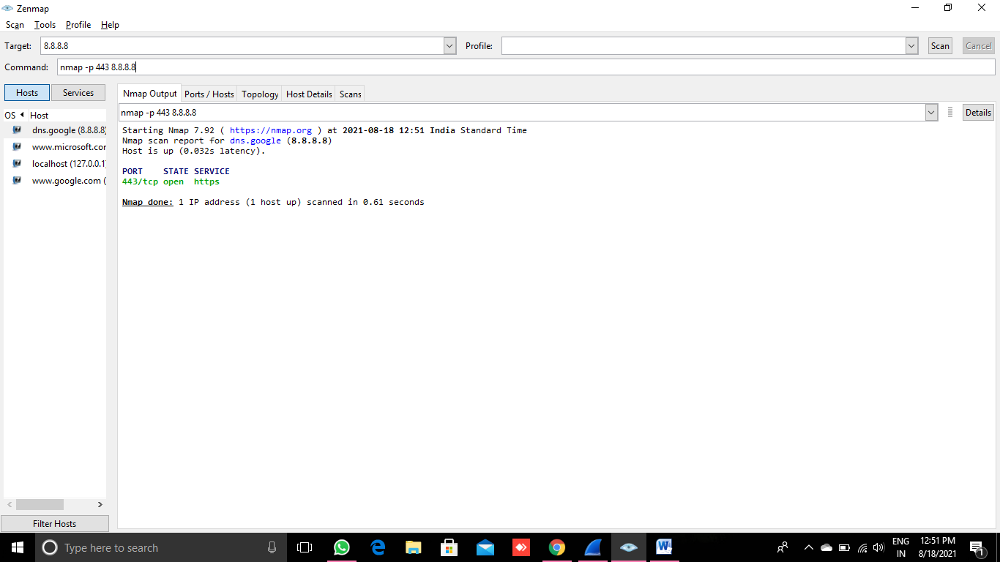 Zenmap
Scan Tools Profile Help
Target: 8.8.8.8 Profile: Scan Cancel
Command: nmap -p 443 8.8.8.8
Hosts Services
OS Host
dns.google (8.8.8.8)
www.microsoft.cor
localhost (127.0.0.1)
www.google.com (
Filter Hosts
Nmap Output Ports / Hosts Topology Host Details Scans
nmap -p 443 8.8.8.8 Details
Starting Nmap 7.92 ( https://nmap.org ) at 2021-08-18 12:51 India Standard Time
Nmap scan report for dns.google (8.8.8.8)
Host is up (0.032s latency).
PORT STATE SERVICE
443/tcp open https
Nmap done: 1 IP address (1 host up) scanned in 0.61 seconds
Type here to search
ENG
IN
12:51 PM
8/18/2021
1